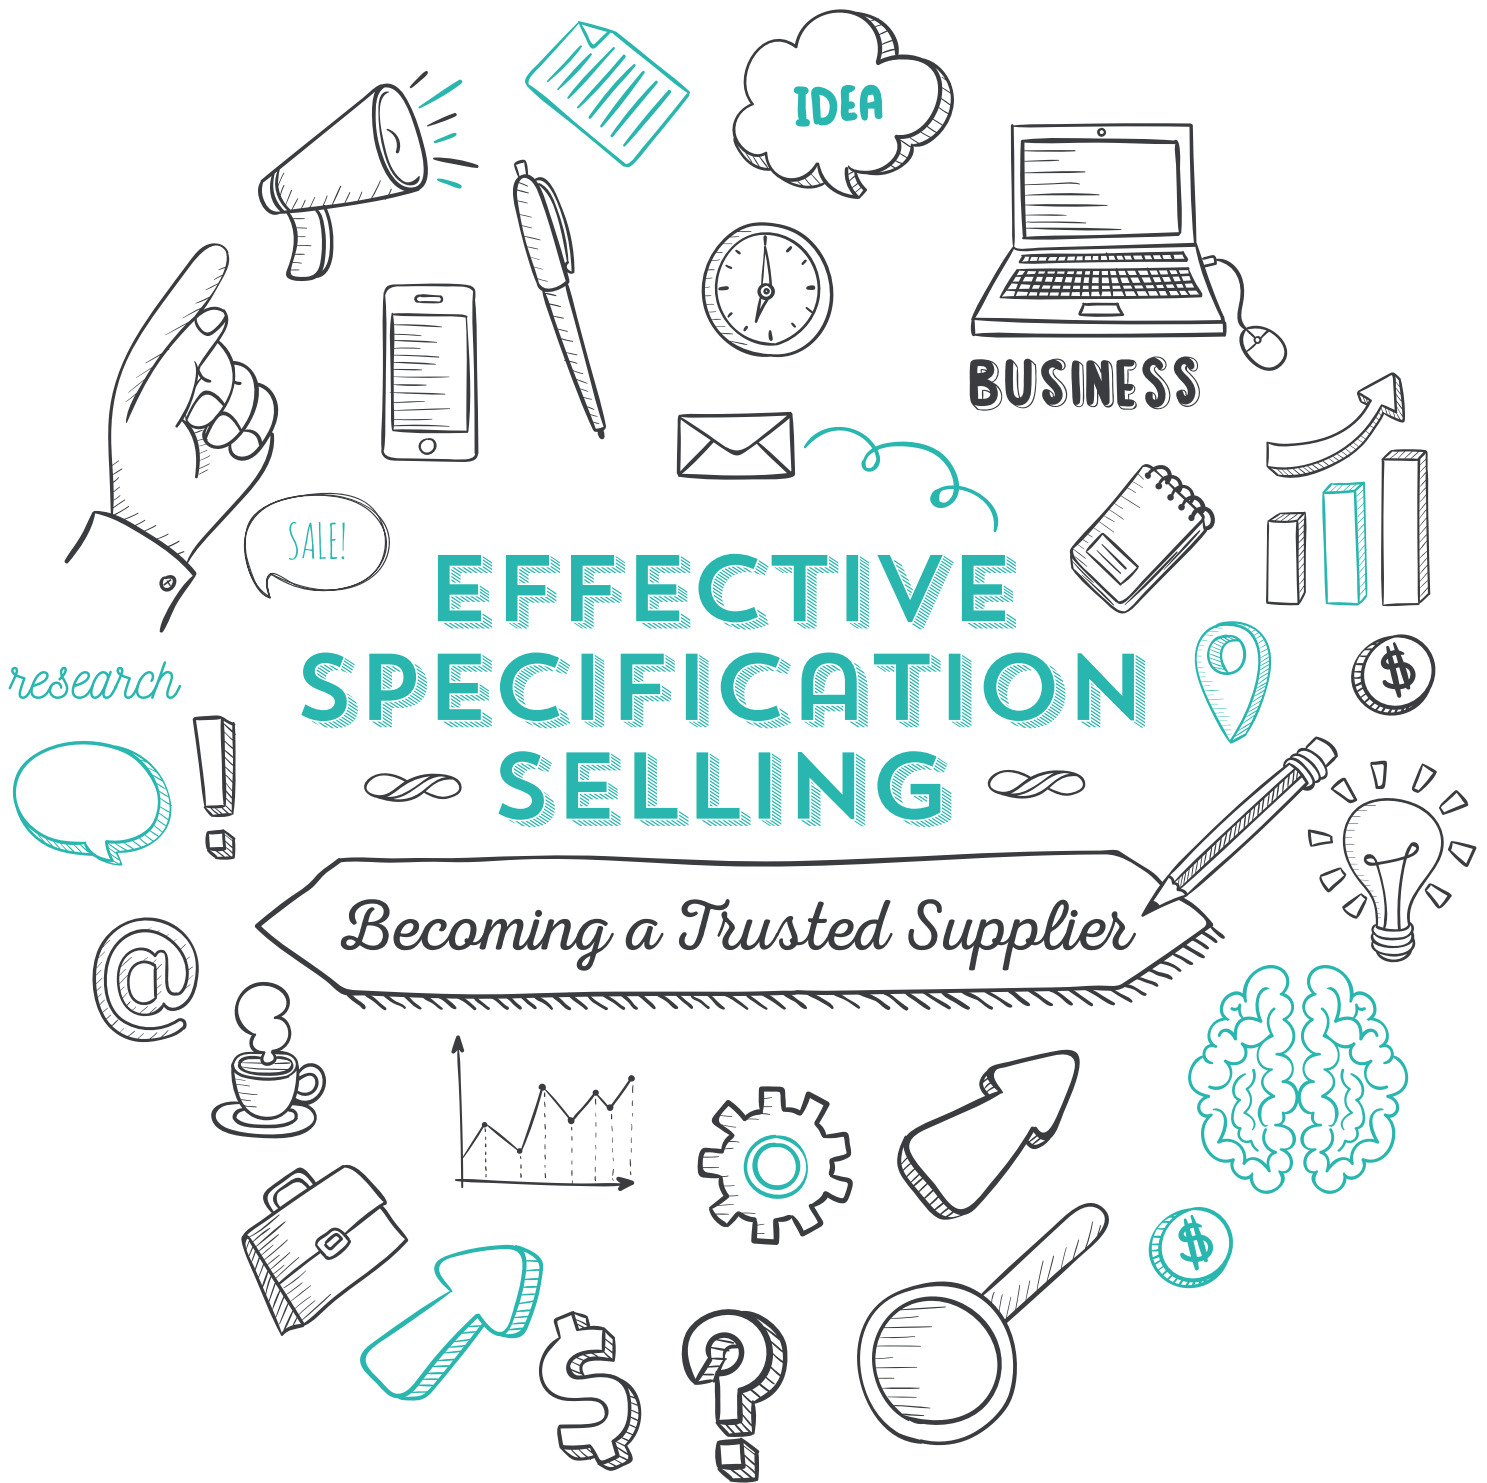 IDEA
BUSINESS
SALE!
EFFECTIVE
SPECIFICATION
SELLING
research
Becoming a Trusted Supplier
@
$
$
$
!
?